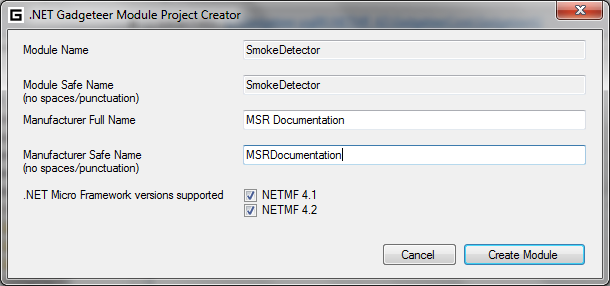 G .NET Gadgeteer Module Project Creator
Module Name SmokeDetector
Module Safe Name SmokeDetector
(no spaces/punctuation)
Manufacturer Full Name MSR Documentation
Manufacturer Safe Name MSRDocumentation
(no spaces/punctuation)
.NET Micro Framework versions supported NETMF 4.1
NETMF 4.2
Cancel Create Module